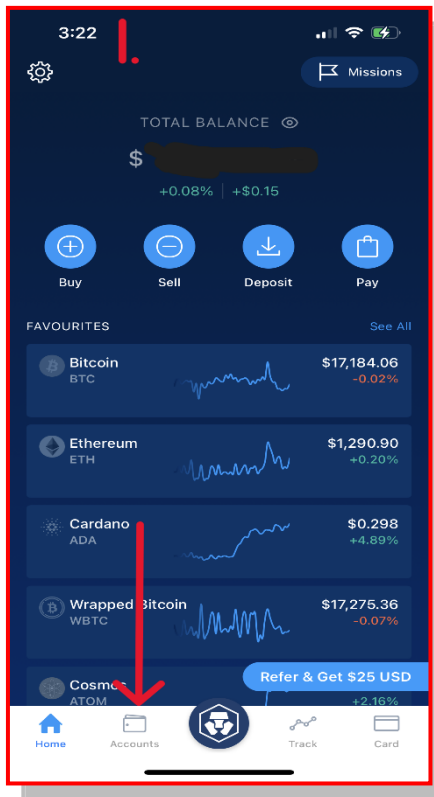 3:22
1.
Missions
TOTAL BALANCE
$
+0.08% | +$0.15
Buy Sell Deposit Pay
FAVOURITES See All
Bitcoin $17,184.06
BTC -0.02%
Ethereum $1,290.90
ETH +0.20%
Cardano $0.298
ADA +4.89%
Wrapped Bitcoin $17,275.36
WBTC -0.07%
Cosmos
Refer & Get $25 USD
ATOM +2.16%
Home Accounts Track Card